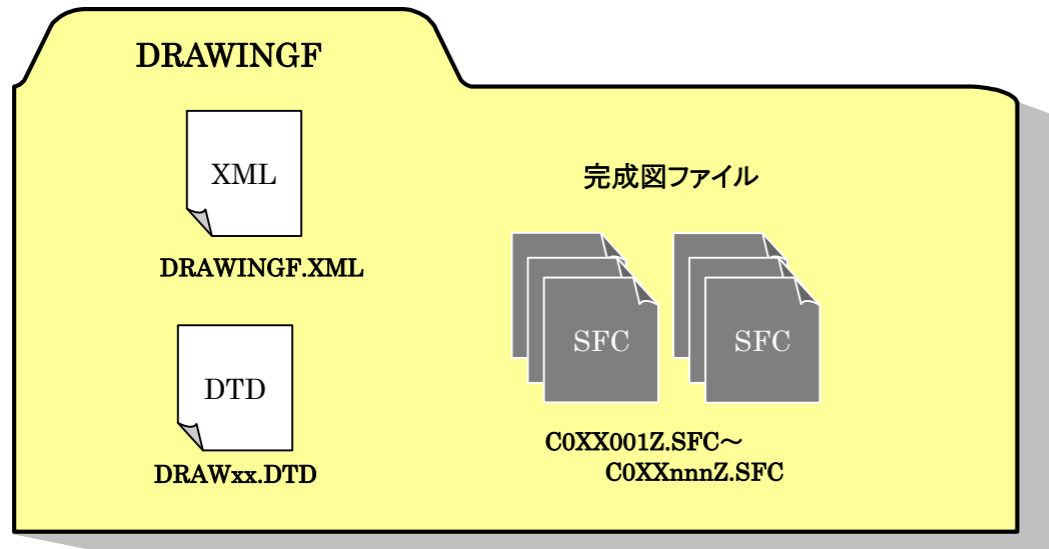 DRAWINGF
XML
DRAWINGF.XML
DTD
DRAWxx.DTD
完成図ファイル
SFC
SFC
C0XX001Z.SFC～
C0XXnnnZ.SFC